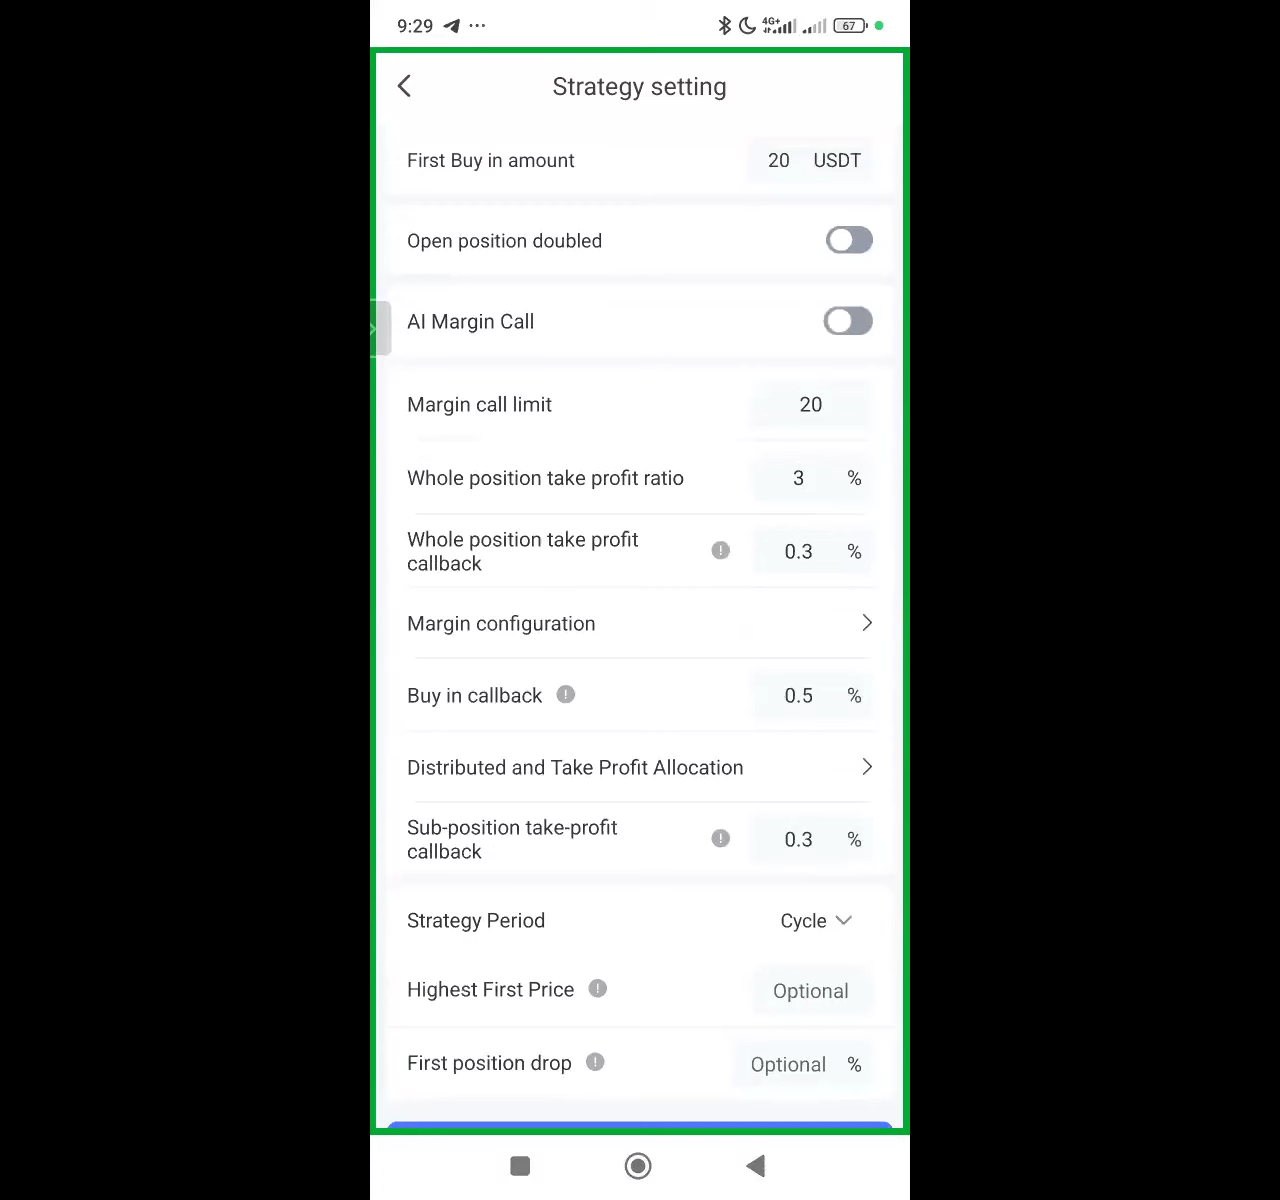 9:29 ... 4G+ 67
Strategy setting
First Buy in amount 20 USDT
Open position doubled
AI Margin Call
Margin call limit 20
Whole position take profit ratio 3 %
Whole position take profit
callback ! 0.3 %
Margin configuration
Buy in callback ! 0.5 %
Distributed and Take Profit Allocation
Sub-position take-profit
callback ! 0.3 %
Strategy Period Cycle
Highest First Price ! Optional
First position drop ! Optional %